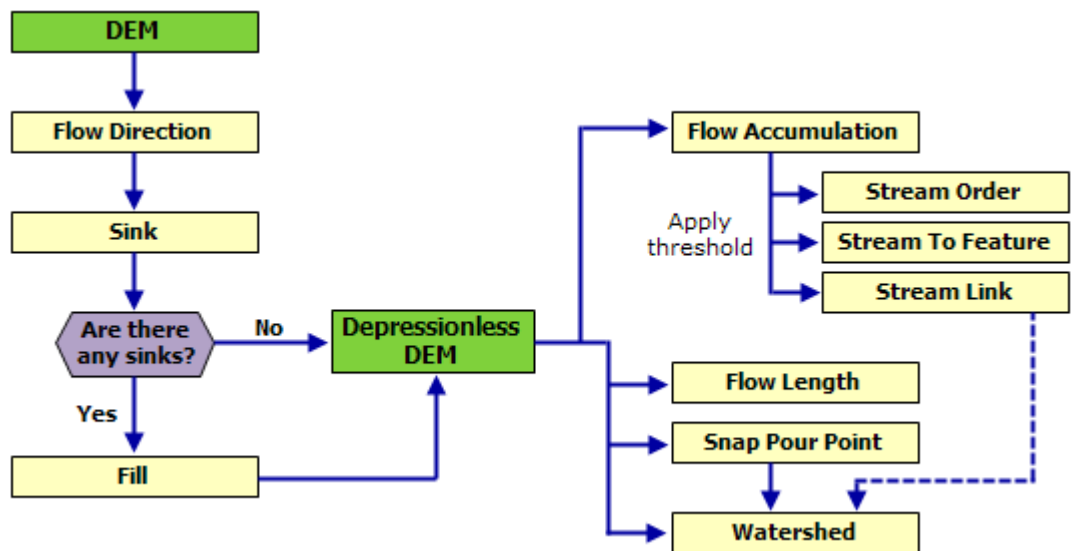 DEM
Flow Direction
Sink
Are there
any sinks?
No
Yes
Fill
Depressionless
DEM
Flow Accumulation
Apply
threshold
Stream Order
Stream To Feature
Stream Link
Flow Length
Snap Pour Point
Watershed